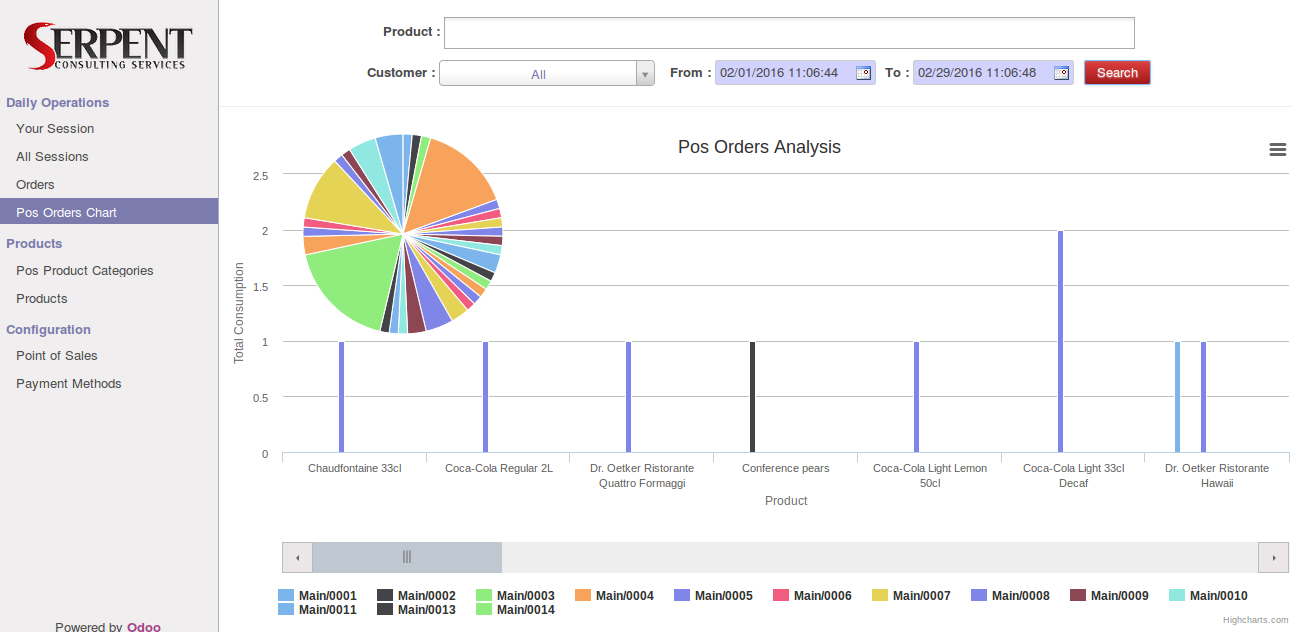 SERPENT
CONSULTING SERVICES
Daily Operations
Your Session
All Sessions
Orders
Pos Orders Chart
Products
Pos Product Categories
Products
Configuration
Point of Sales
Payment Methods
Powered by Odoo
Product :
Customer : All From : 02/01/2016 11:06:44 To : 02/29/2016 11:06:48 Search
Pos Orders Analysis
Total Consumption
2.5
2
1.5
1
0.5
0
Chaudfontaine 33cl
Coca-Cola Regular 2L
Dr. Oetker Ristorante
Quattro Formaggi
Conference pears
Coca-Cola Light Lemon
50cl
Coca-Cola Light 33cl
Decaf
Dr. Oetker Ristorante
Hawaii
Product
Main/0001 Main/0002 Main/0003 Main/0004 Main/0005 Main/0006 Main/0007 Main/0008 Main/0009 Main/0010
Main/0011 Main/0013 Main/0014
Highcharts.com